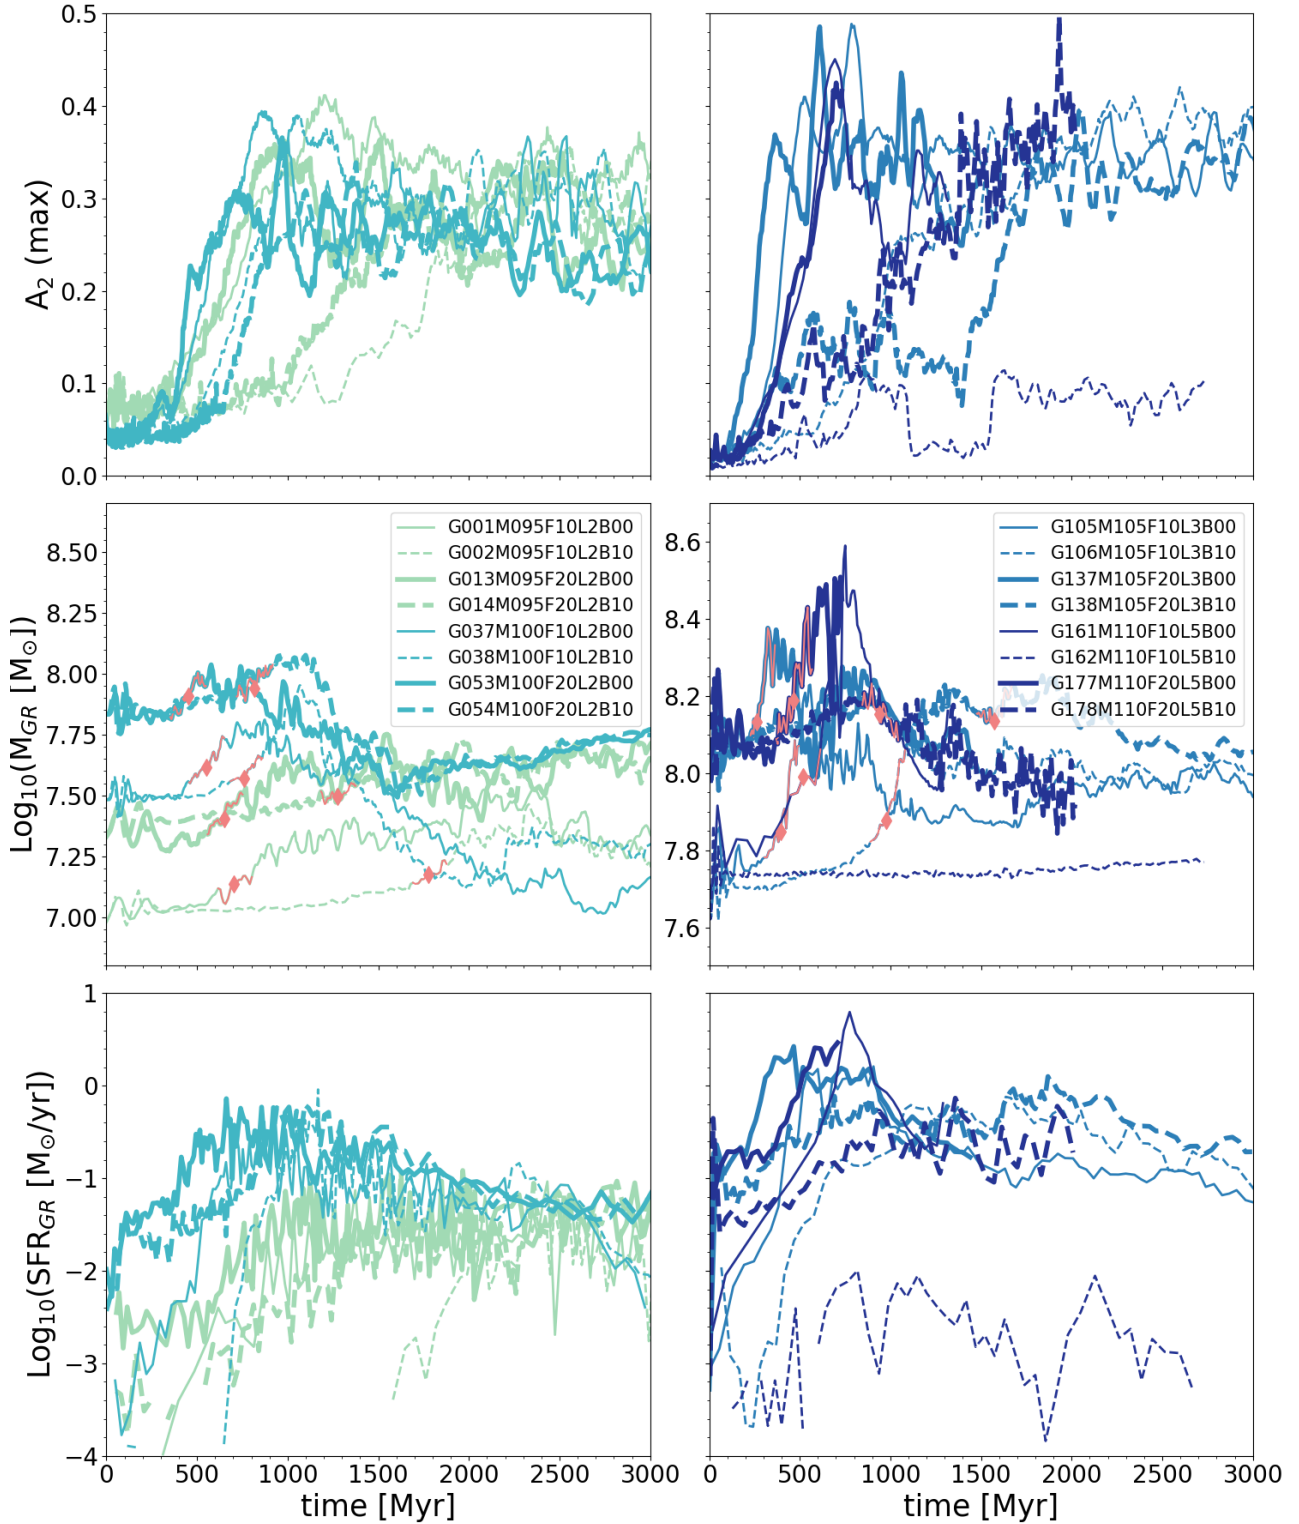 0.5
0.4
0.3
0.2
0.1
0.0
A2 (max)
8.50
8.25
8.00
7.75
7.50
7.25
7.00
Log10(MGR [M⊙])
G001M095F10L2B00
G002M095F10L2B10
G013M095F20L2B00
G014M095F20L2B10
G037M100F10L2B00
G038M100F10L2B10
G053M100F20L2B00
G054M100F20L2B10
8.6
8.4
8.2
8.0
7.8
7.6
G105M105F10L3B00
G106M105F10L3B10
G137M105F20L3B00
G138M105F20L3B10
G161M110F10L5B00
G162M110F10L5B10
G177M110F20L5B00
G178M110F20L5B10
1
0
−1
−2
−3
−4
Log10(SFRGR [M⊙/yr])
0 500 1000 1500 2000 2500 3000
time [Myr]
0 500 1000 1500 2000 2500 3000
time [Myr]